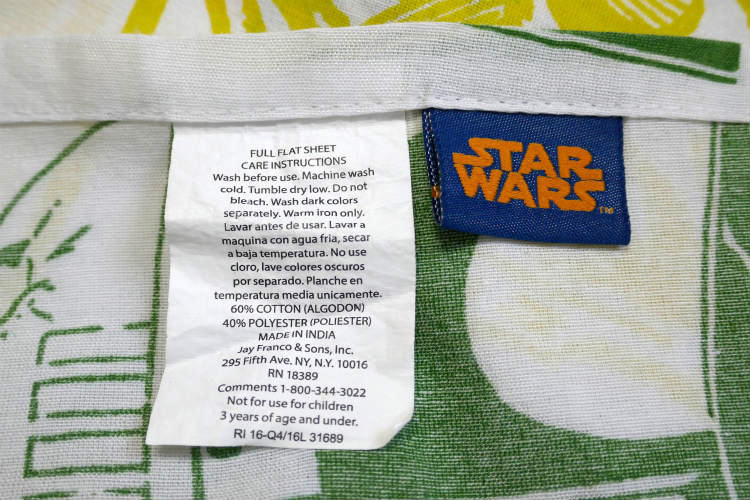 FULL FLAT SHEET
CARE INSTRUCTIONS
Wash before use. Machine wash
cold. Tumble dry low. Do not
bleach. Wash dark colors
separately. Warm iron only.
Lavar antes de usar. Lavar a
maquina con agua fria, secar
a baja temperatura. No use
cloro, lave colores oscuros
por separado. Planche en
temperatura media unicamente.
60% COTTON (ALGODON)
40% POLYESTER (POLIESTER)
MADE IN INDIA
Jay Franco & Sons, Inc.
295 Fifth Ave. NY, N.Y. 10016
RN 18389
Comments 1-800-344-3022
Not for use for children
3 years of age and under.
RI 16-Q4/16L 31689
STAR
WARS
TM